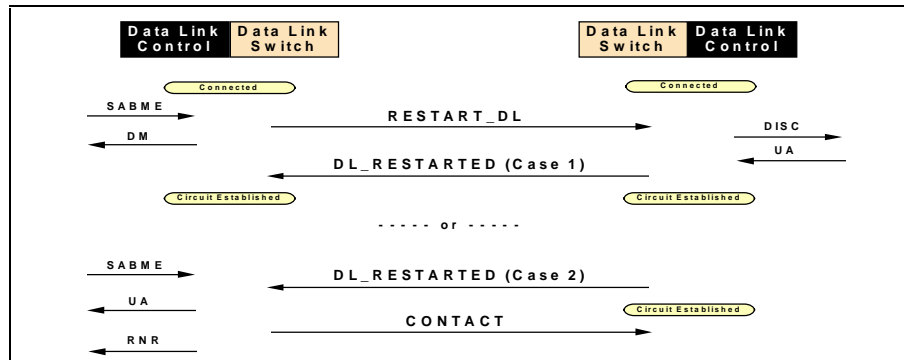 Data Link Control
Data Link Switch
Data Link Switch
Data Link Control
Connected
Connected
SABME
RESTART_DL
DM
DISC
UA
DL_RESTARTED (Case 1)
Circuit Established
Circuit Established
- - - - - or - - - - -
SABME
DL_RESTARTED (Case 2)
UA
Circuit Established
CONTACT
RNR